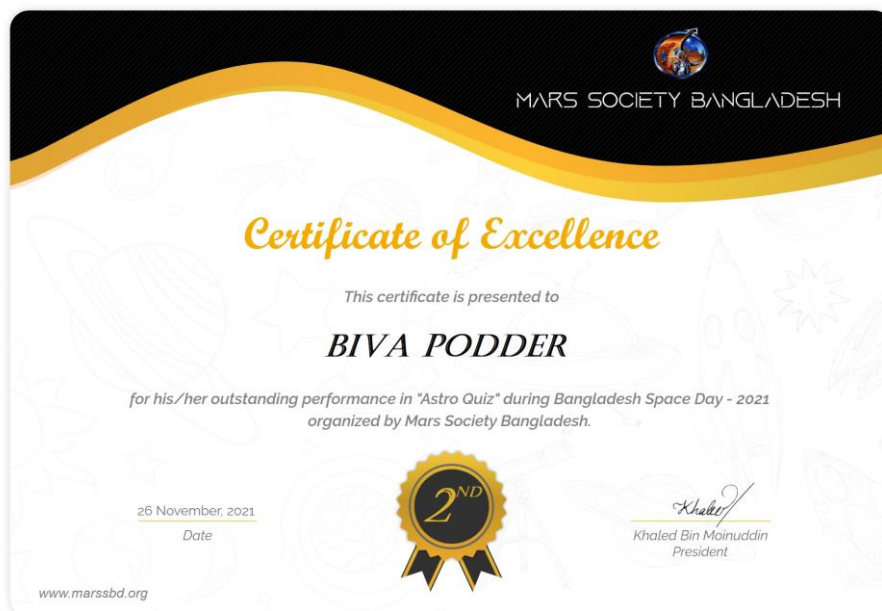 MARS SOCIETY BANGLADESH
Certificate of Excellence
This certificate is presented to
BIVA PODDER
for his/her outstanding performance in "Astro Quiz" during Bangladesh Space Day - 2021
organized by Mars Society Bangladesh.
2ND
26 November, 2021
Date
Khaled
Khaled Bin Moinuddin
President
www.marssbd.org